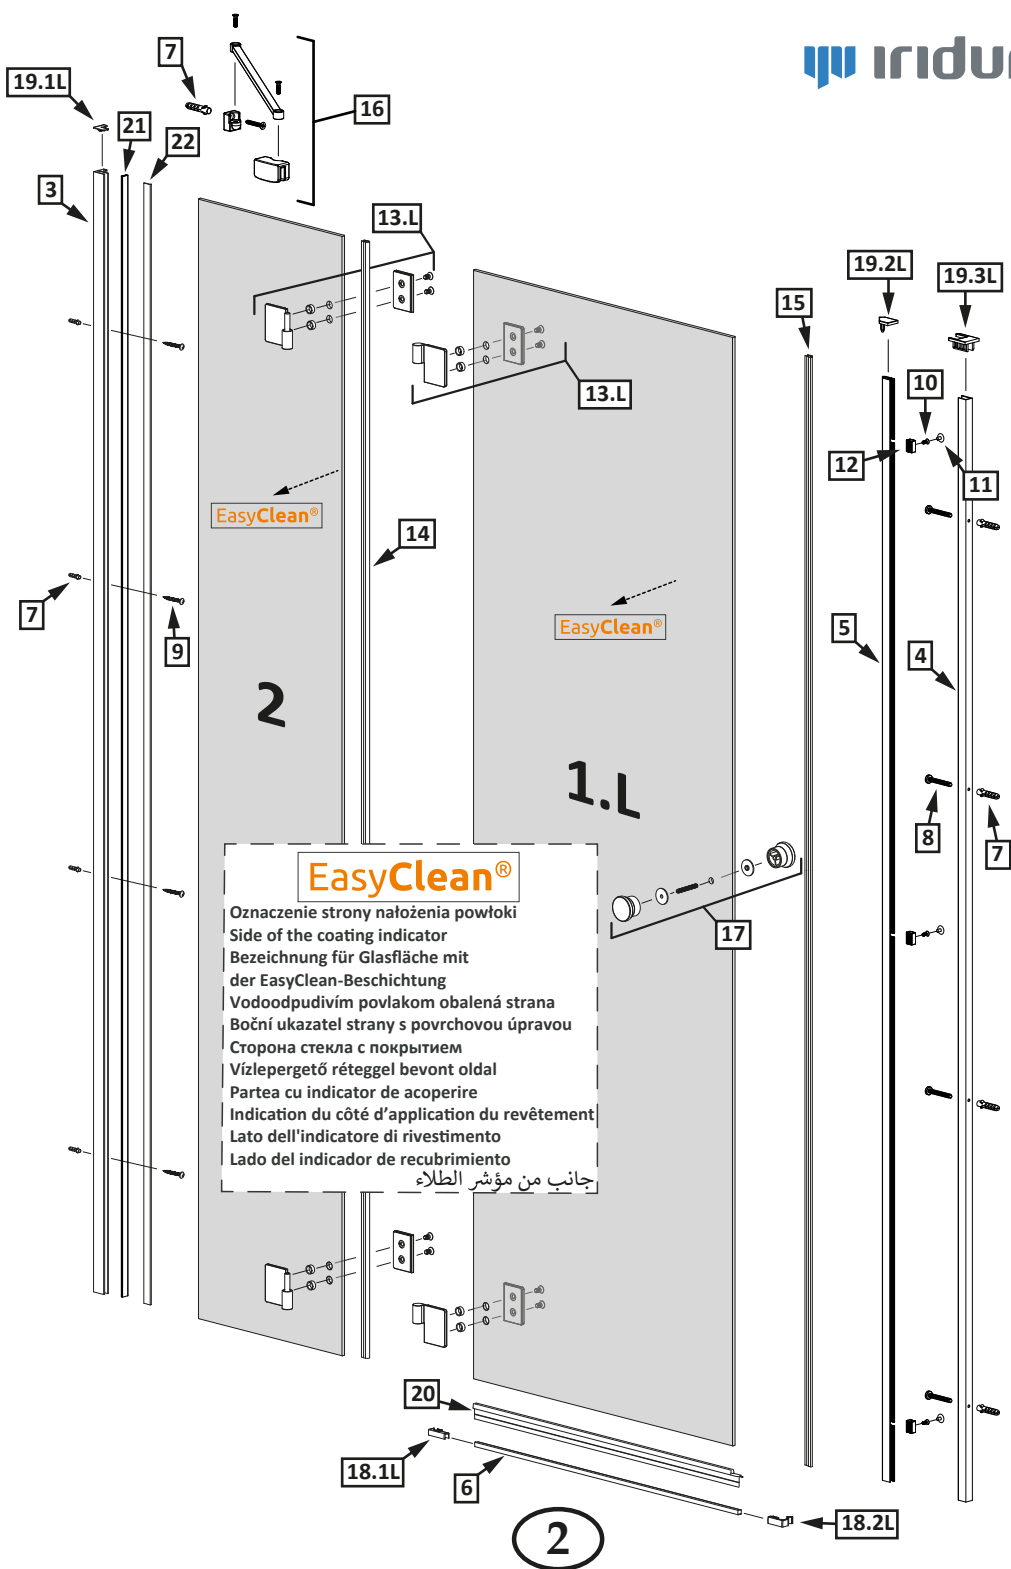 iridu
7
19.1L
21
22
16
3
13.L
19.2L
19.3L
15
13.L
10
12
11
EasyClean®
14
EasyClean®
7
9
5
4
2
1.L
8
7
17
EasyClean®
Oznaczenie strony nałożenia powłoki
Side of the coating indicator
Bezeichnung für Glasfläche mit
der EasyClean-Beschichtung
Vodoodpudivím povlakom obalená strana
Boční ukazatel strany s povrchovou úpravou
Сторона стекла с покрытием
Vízlepergető réteggel bevont oldal
Partea cu indicator de acoperire
Indication du côté d'application du revêtement
Lato dell'indicatore di rivestimento
Lado del indicador de recubrimiento
جانب من مؤشر الطلاء
20
18.1L
6
18.2L
2